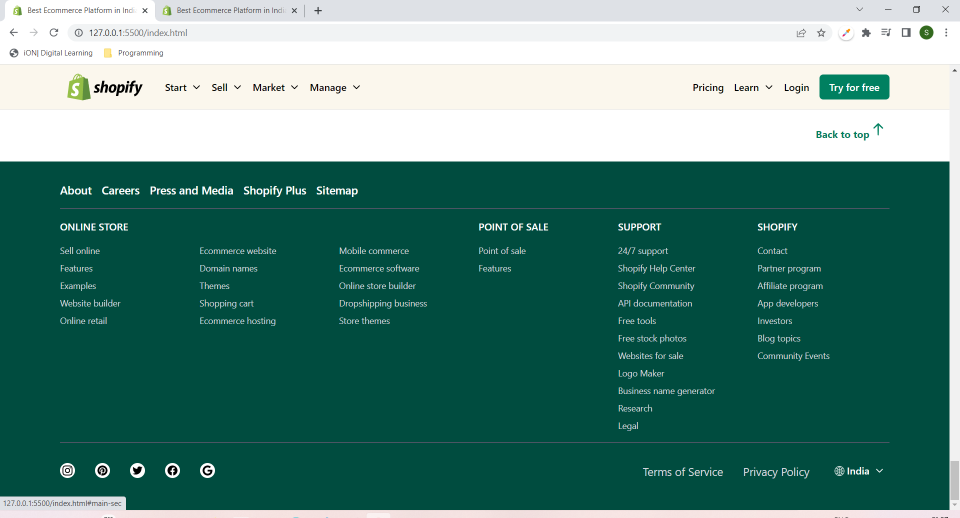 Best Ecommerce Platform in Indi
Best Ecommerce Platform in Indi
127.0.0.1:5500/index.html
S
iON| Digital Learning
Programming
shopify
Start
Sell
Market
Manage
Pricing
Learn
Login
Try for free
Back to top
About Careers Press and Media Shopify Plus Sitemap
ONLINE STORE
Sell online
Features
Examples
Website builder
Online retail
Ecommerce website
Domain names
Themes
Shopping cart
Ecommerce hosting
Mobile commerce
Ecommerce software
Online store builder
Dropshipping business
Store themes
POINT OF SALE
Point of sale
Features
SUPPORT
24/7 support
Shopify Help Center
Shopify Community
API documentation
Free tools
Free stock photos
Websites for sale
Logo Maker
Business name generator
Research
Legal
SHOPIFY
Contact
Partner program
Affiliate program
App developers
Investors
Blog topics
Community Events
Terms of Service
Privacy Policy
India
127.0.0.1:5500/index.html#main-sec